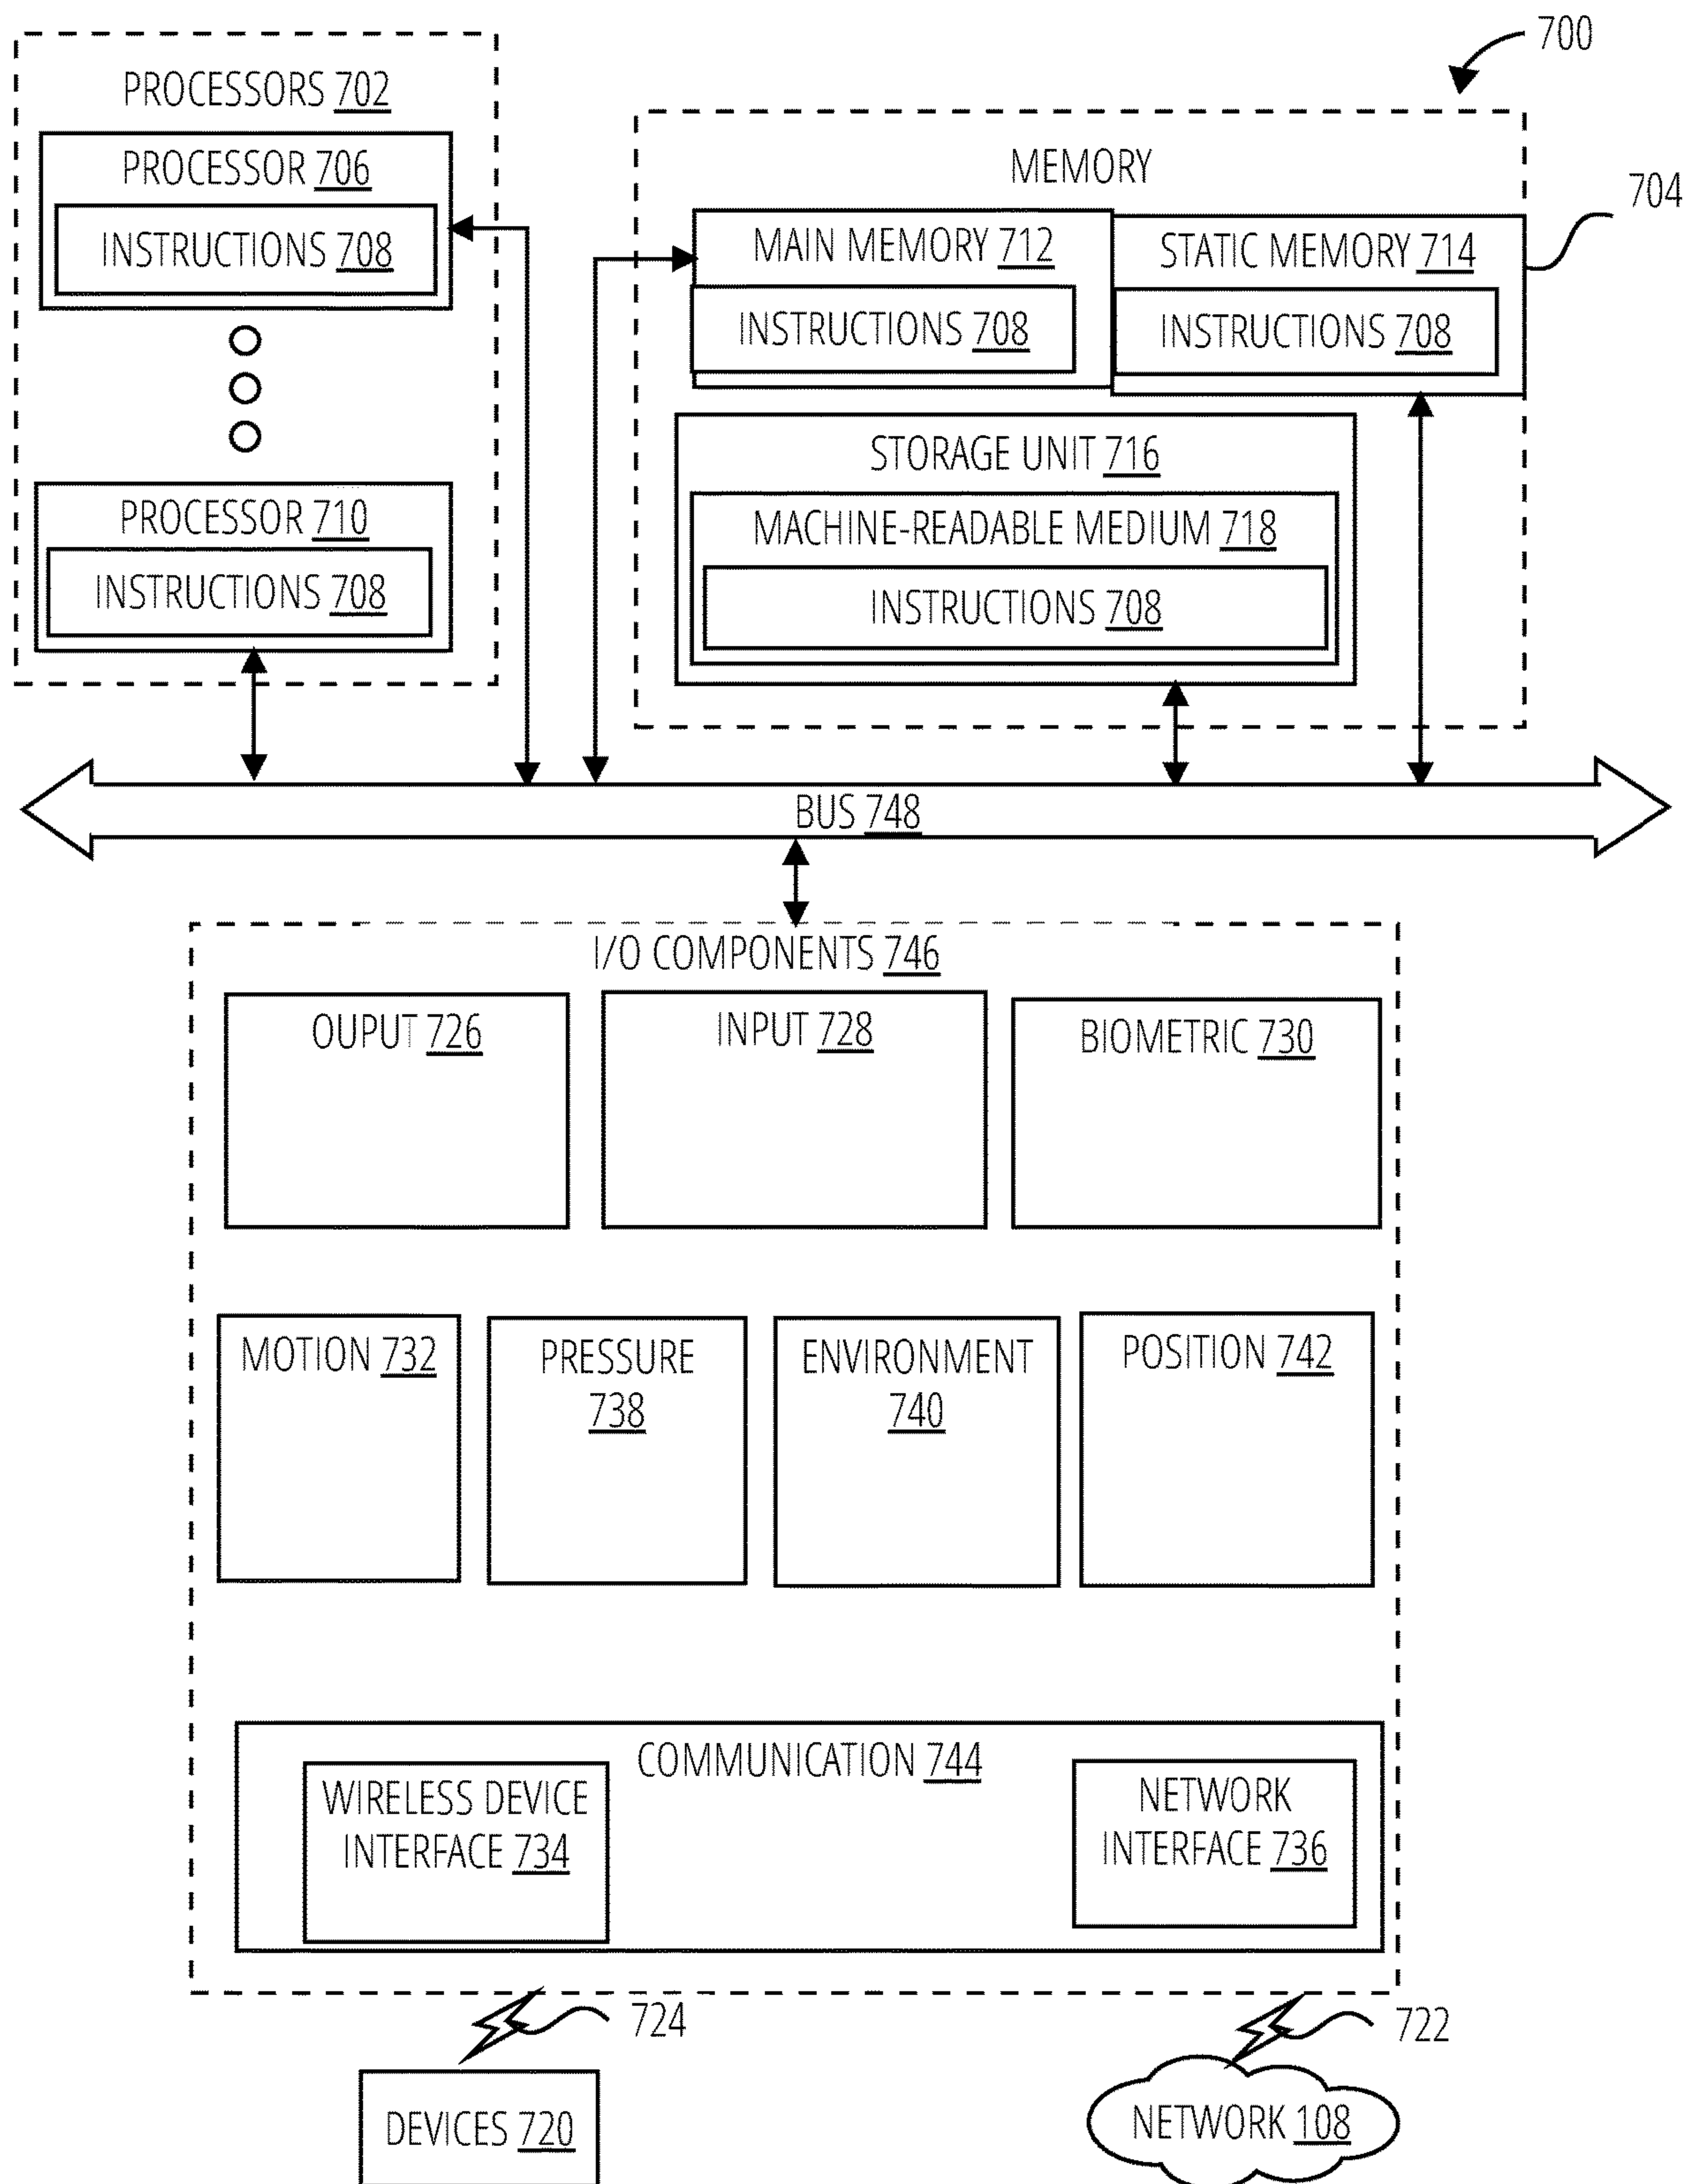 700
PROCESSORS 702
PROCESSOR 706
INSTRUCTIONS 708
PROCESSOR 710
INSTRUCTIONS 708
MEMORY
704
MAIN MEMORY 712
INSTRUCTIONS 708
STATIC MEMORY 714
INSTRUCTIONS 708
STORAGE UNIT 716
MACHINE-READABLE MEDIUM 718
INSTRUCTIONS 708
BUS 748
I/O COMPONENTS 746
OUPUT 726
INPUT 728
BIOMETRIC 730
MOTION 732
PRESSURE
738
ENVIRONMENT
740
POSITION 742
COMMUNICATION 744
WIRELESS DEVICE
INTERFACE 734
NETWORK
INTERFACE 736
724
722
DEVICES 720
NETWORK 108